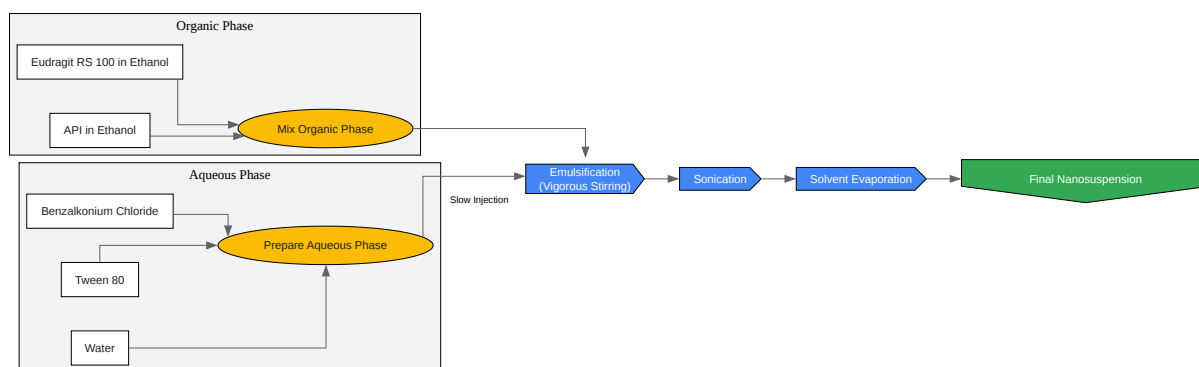 Organic Phase
Eudragit RS 100 in Ethanol
API in Ethanol
Mix Organic Phase
Aqueous Phase
Benzalkonium Chloride
Tween 80
Water
Prepare Aqueous Phase
Slow Injection
Emulsification
(Vigorous Stirring)
Sonication
Solvent Evaporation
Final Nanosuspension